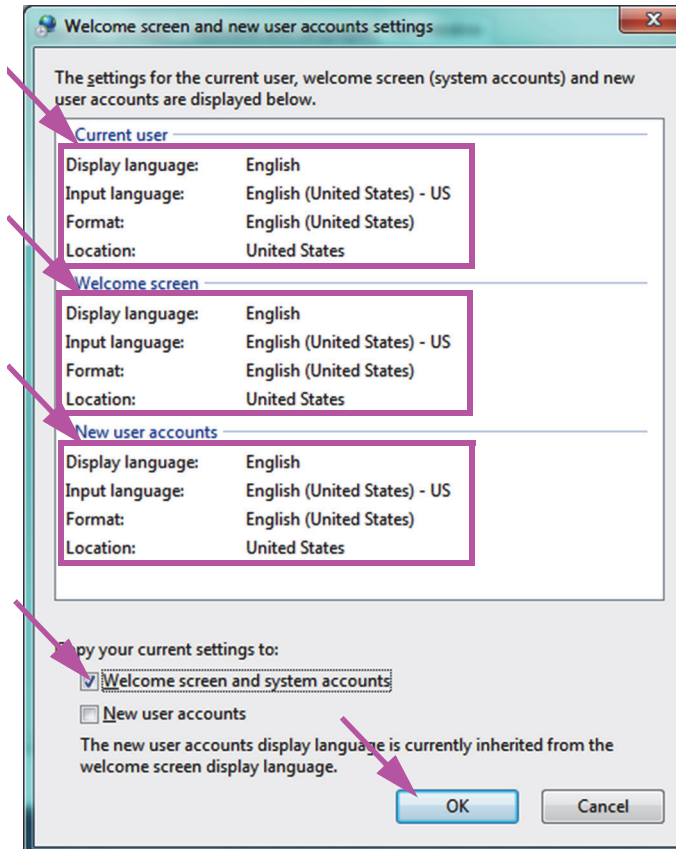 Welcome screen and new user accounts settings
The settings for the current user, welcome screen (system accounts) and new
user accounts are displayed below.
Current user
Display language: English
Input language: English (United States) - US
Format: English (United States)
Location: United States
Welcome screen
Display language: English
Input language: English (United States) - US
Format: English (United States)
Location: United States
New user accounts
Display language: English
Input language: English (United States) - US
Format: English (United States)
Location: United States
Copy your current settings to:
Welcome screen and system accounts
New user accounts
The new user accounts display language is currently inherited from the
welcome screen display language.
OK Cancel